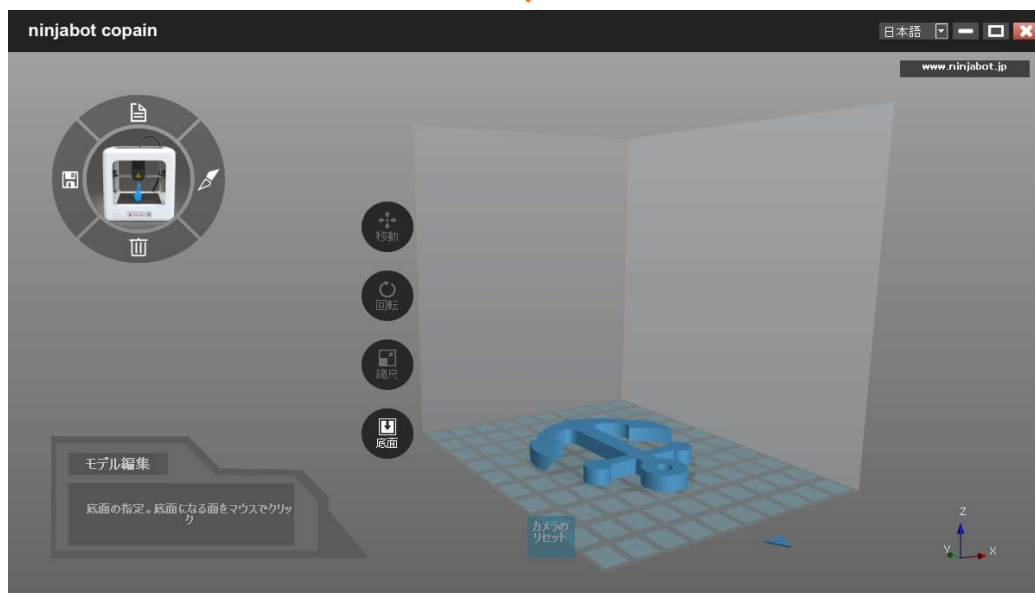 ninjabot copain
日本語
www.ninjabot.jp
移動
回転
縮尺
底面
モデル編集
底面の指定。底面になる面をマウスでクリッ
ク
カメラの
リセット
Z
Y
X